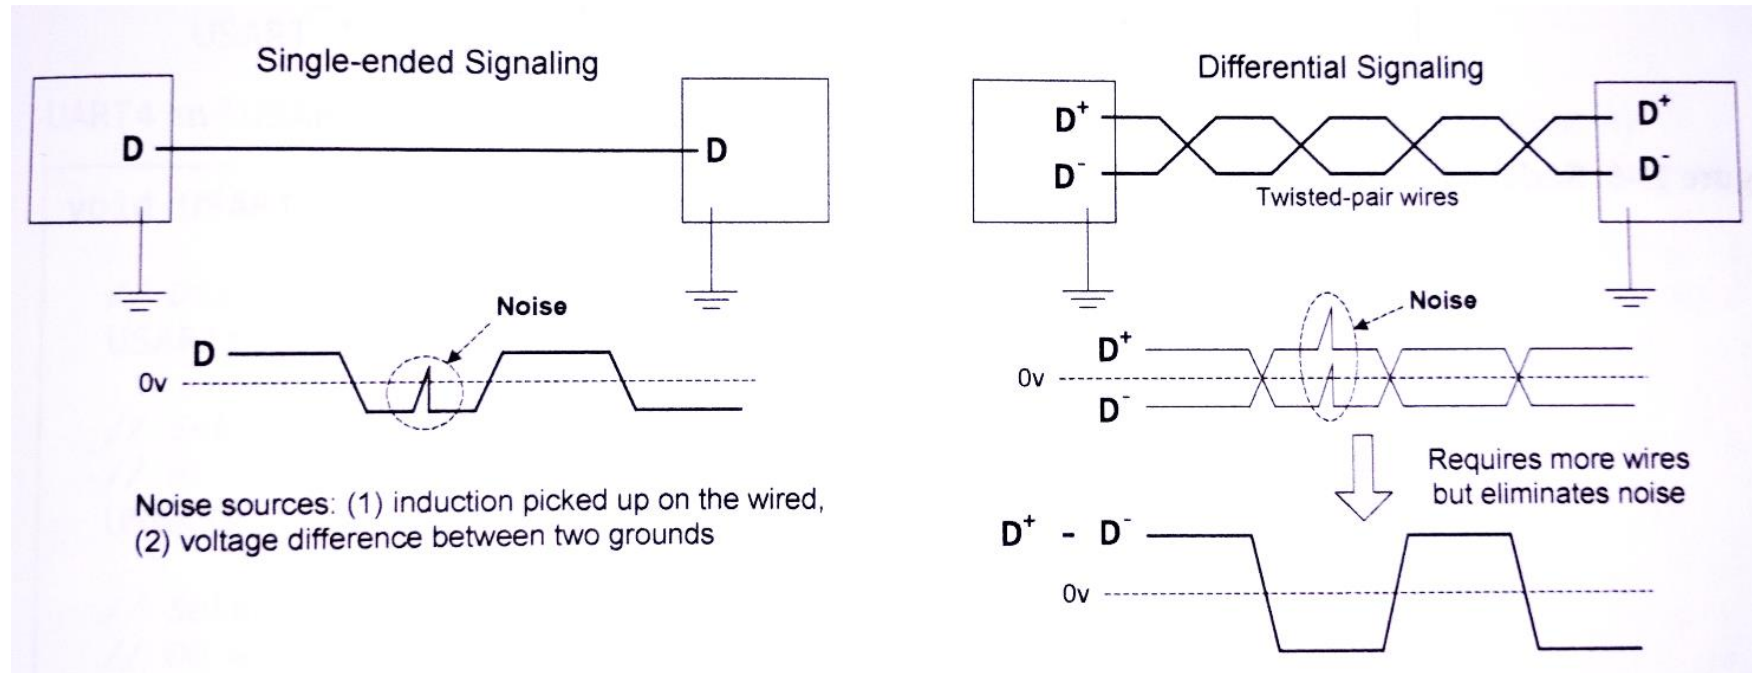 Single-ended Signaling
D
D
Noise
D
0v
Noise sources: (1) induction picked up on the wired,
(2) voltage difference between two grounds
Differential Signaling
D⁺
D⁺
D⁻
D⁻
Twisted-pair wires
Noise
D⁺
0v
D⁻
Requires more wires
but eliminates noise
D⁺ - D⁻
0v